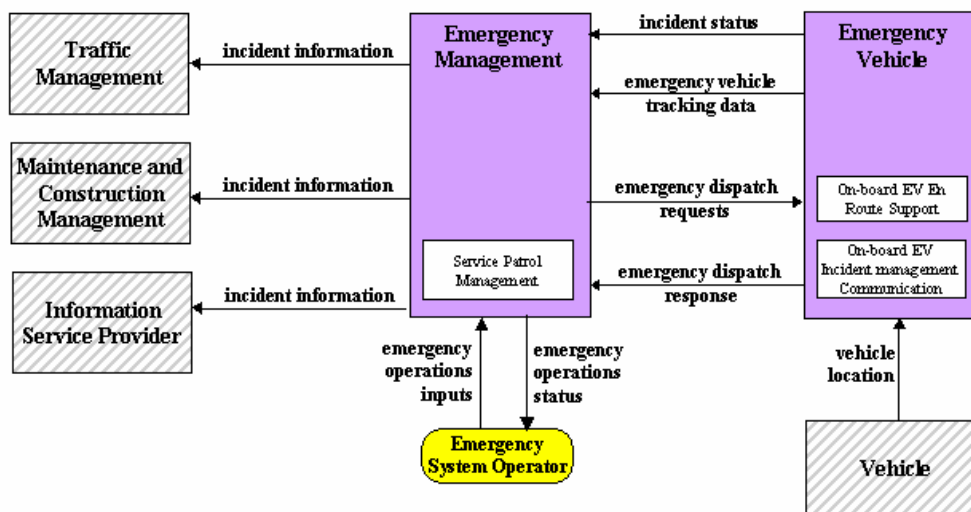 Traffic
Management
incident information
Emergency
Management
incident status
Emergency
Vehicle
emergency vehicle
tracking data
Maintenance and
Construction
Management
incident information
emergency dispatch
requests
On-board EV En
Route Support
Service Patrol
Management
emergency dispatch
response
On-board EV
Incident management
Communication
Information
Service Provider
incident information
emergency
operations
inputs
emergency
operations
status
vehicle
location
Emergency
System Operator
Vehicle